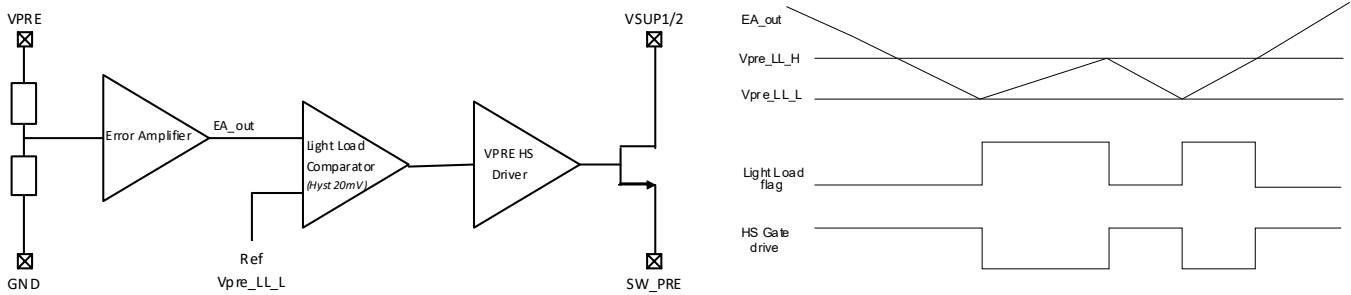 VPRE
VSUP1/2
Error Amplifier
EA_out
Light Load
Comparator
(Hyst 20mV)
VPRE HS
Driver
Ref
Vpre_LL_L
GND
SW_PRE
EA_out
Vpre_LL_H
Vpre_LL_L
Light Load
flag
HS Gate
drive